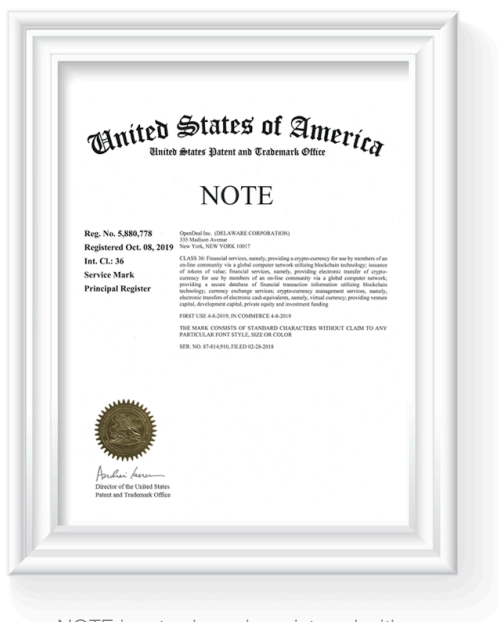 United States of America
United States Patent and Trademark Office
NOTE
Reg. No. 5,880,778
Registered Oct. 08, 2019
Int. Cl.: 36
Service Mark
Principal Register
OpenDeal Inc. (DELAWARE CORPORATION)
335 Madison Avenue
New York, NEW YORK 10017
CLASS 36: Financial services, namely, providing a crypto-currency for use by members of an
on-line community via a global computer network utilizing blockchain technology; issuance
of tokens of value; financial services, namely, providing electronic transfer of crypto-
currency for use by members of an on-line community via a global computer network;
providing a secure database of financial transaction information utilizing blockchain
technology; currency exchange services; crypto-currency management services, namely,
electronic transfers of electronic cash equivalents, namely, virtual currency; providing venture
capital, development capital, private equity and investment funding
FIRST USE 4-8-2019; IN COMMERCE 4-8-2019
THE MARK CONSISTS OF STANDARD CHARACTERS WITHOUT CLAIM TO ANY
PARTICULAR FONT STYLE, SIZE OR COLOR
SER. NO. 87-814,910, FILED 02-28-2018
Director of the United States
Patent and Trademark Office